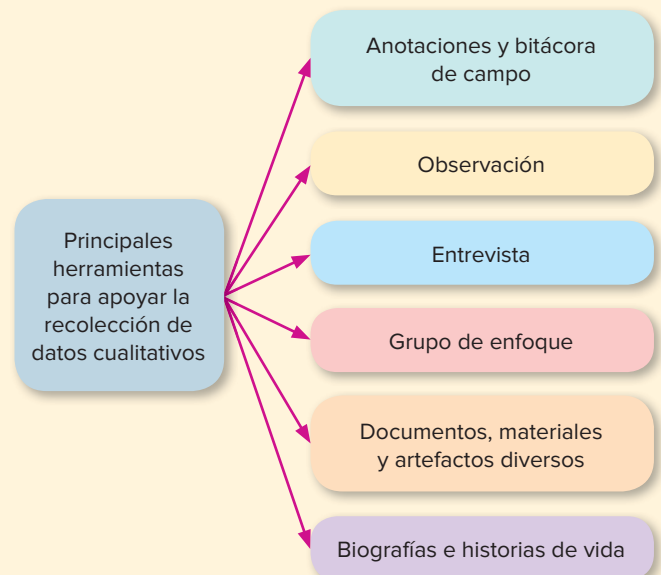 Principales
herramientas
para apoyar la
recolección de
datos cualitativos
Anotaciones y bitácora
de campo
Observación
Entrevista
Grupo de enfoque
Documentos, materiales
y artefactos diversos
Biografías e historias de vida